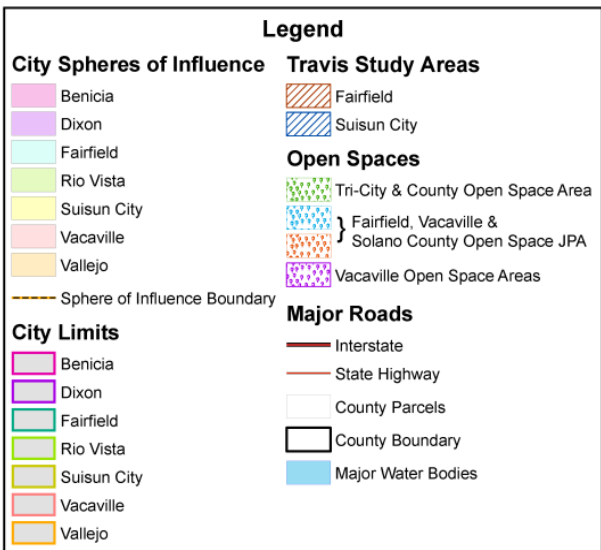 Legend
City Spheres of Influence
Benicia
Dixon
Fairfield
Rio Vista
Suisun City
Vacaville
Vallejo
Sphere of Influence Boundary
City Limits
Benicia
Dixon
Fairfield
Rio Vista
Suisun City
Vacaville
Vallejo
Travis Study Areas
Fairfield
Suisun City
Open Spaces
Tri-City & County Open Space Area
} Fairfield, Vacaville &
Solano County Open Space JPA
Vacaville Open Space Areas
Major Roads
Interstate
State Highway
County Parcels
County Boundary
Major Water Bodies